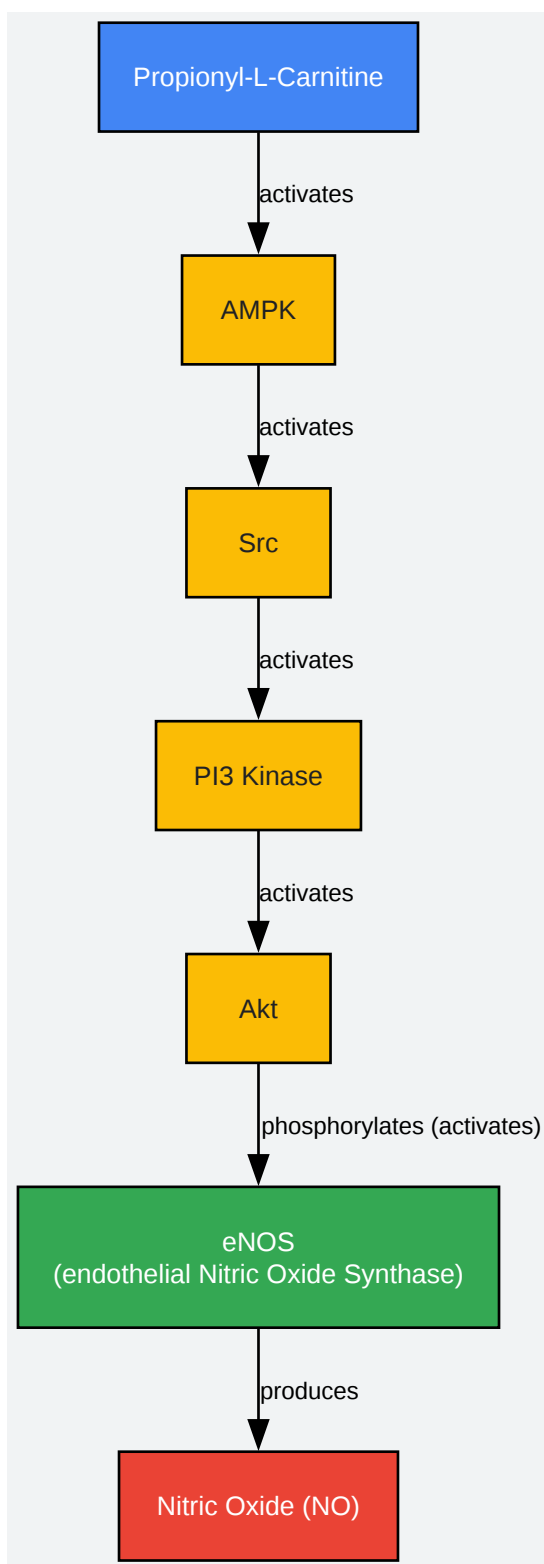 Propionyl-L-Carnitine
activates
AMPK
activates
Src
activates
PI3 Kinase
activates
Akt
phosphorylates (activates)
eNOS
(endothelial Nitric Oxide Synthase)
produces
Nitric Oxide (NO)